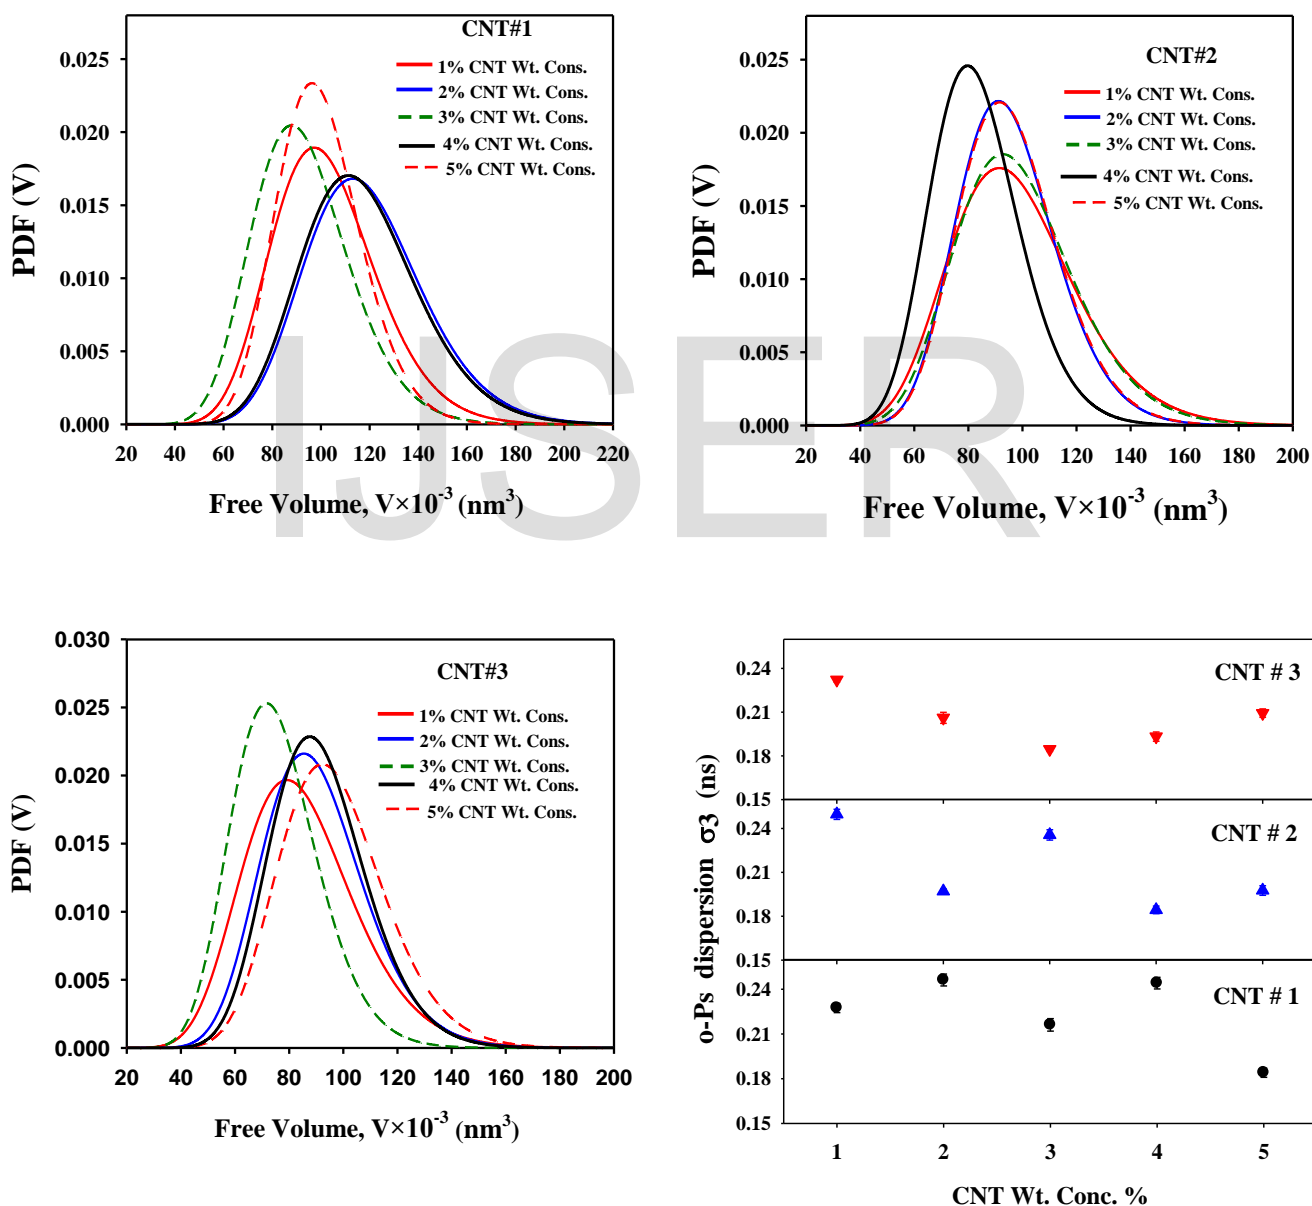 CNT#1
1% CNT Wt. Cons.
2% CNT Wt. Cons.
3% CNT Wt. Cons.
4% CNT Wt. Cons.
5% CNT Wt. Cons.
0.025
0.020
0.015
0.010
0.005
0.000
PDF (V)
20 40 60 80 100 120 140 160 180 200 220
Free Volume, V×10⁻³ (nm³)
CNT#2
1% CNT Wt. Cons.
2% CNT Wt. Cons.
3% CNT Wt. Cons.
4% CNT Wt. Cons.
5% CNT Wt. Cons.
0.025
0.020
0.015
0.010
0.005
0.000
PDF (V)
20 40 60 80 100 120 140 160 180 200
Free Volume, V×10⁻³ (nm³)
IJSER
CNT#3
1% CNT Wt. Cons.
2% CNT Wt. Cons.
3% CNT Wt. Cons.
4% CNT Wt. Cons.
5% CNT Wt. Cons.
0.030
0.025
0.020
0.015
0.010
0.005
0.000
PDF (V)
20 40 60 80 100 120 140 160 180 200
Free Volume, V×10⁻³ (nm³)
CNT # 3
0.24
0.21
0.18
0.15
CNT # 2
0.24
0.21
0.18
0.15
CNT # 1
0.24
0.21
0.18
0.15
o-Ps dispersion σ3 (ns)
1 2 3 4 5
CNT Wt. Conc. %